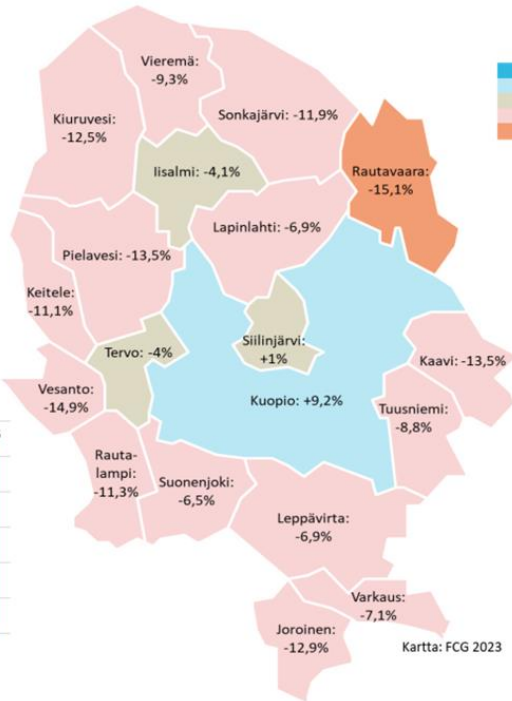 Vieremä:
-9,3%
Kiuruvesi:
-12,5%
Sonkajärvi: -11,9%
Iisalmi: -4,1%
Rautavaara:
-15,1%
Lapinlahti: -6,9%
Pielavesi: -13,5%
Keitele:
-11,1%
Siilinjärvi:
+1%
Tervo: -4%
Kaavi: -13,5%
Vesanto:
-14,9%
Kuopio: +9,2%
Tuusniemi:
-8,8%
Rauta-
lampi:
-11,3%
Suonenjoki:
-6,5%
Leppävirta:
-6,9%
Varkaus:
-7,1%
Joroinen:
-12,9%
Kartta: FCG 2023